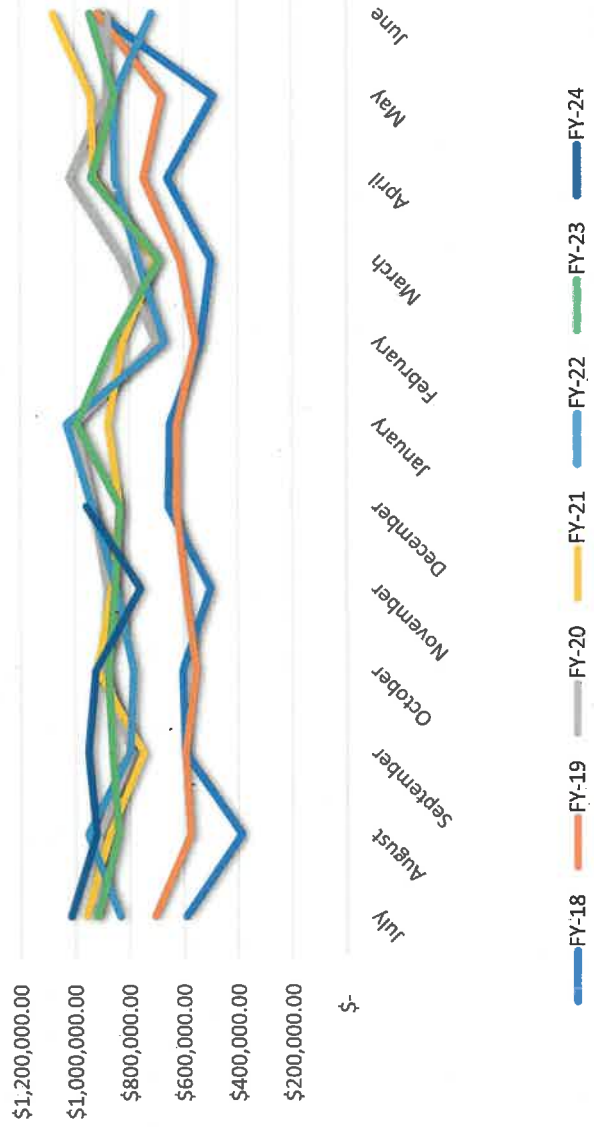 $1,200,000.00
$1,000,000.00
$800,000.00
$600,000.00
$400,000.00
$200,000.00
$-
July
August
September
October
November
December
January
February
March
April
May
June
FY-18 FY-19 FY-20 FY-21 FY-22 FY-23 FY-24